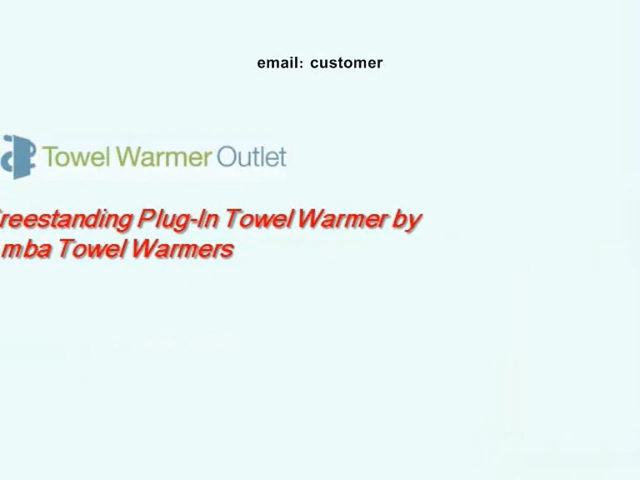 email: customer
Towel Warmer Outlet
reestanding Plug-In Towel Warmer by
mba Towel Warmers